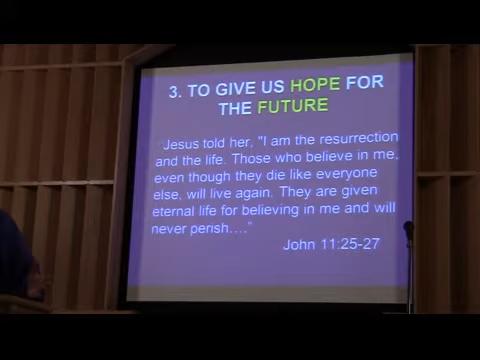 3. TO GIVE US HOPE FOR
THE FUTURE
Jesus told her, "I am the resurrection
and the life. Those who believe in me,
even though they die like everyone
else, will live again. They are given
eternal life for believing in me and will
never perish…."
John 11:25-27